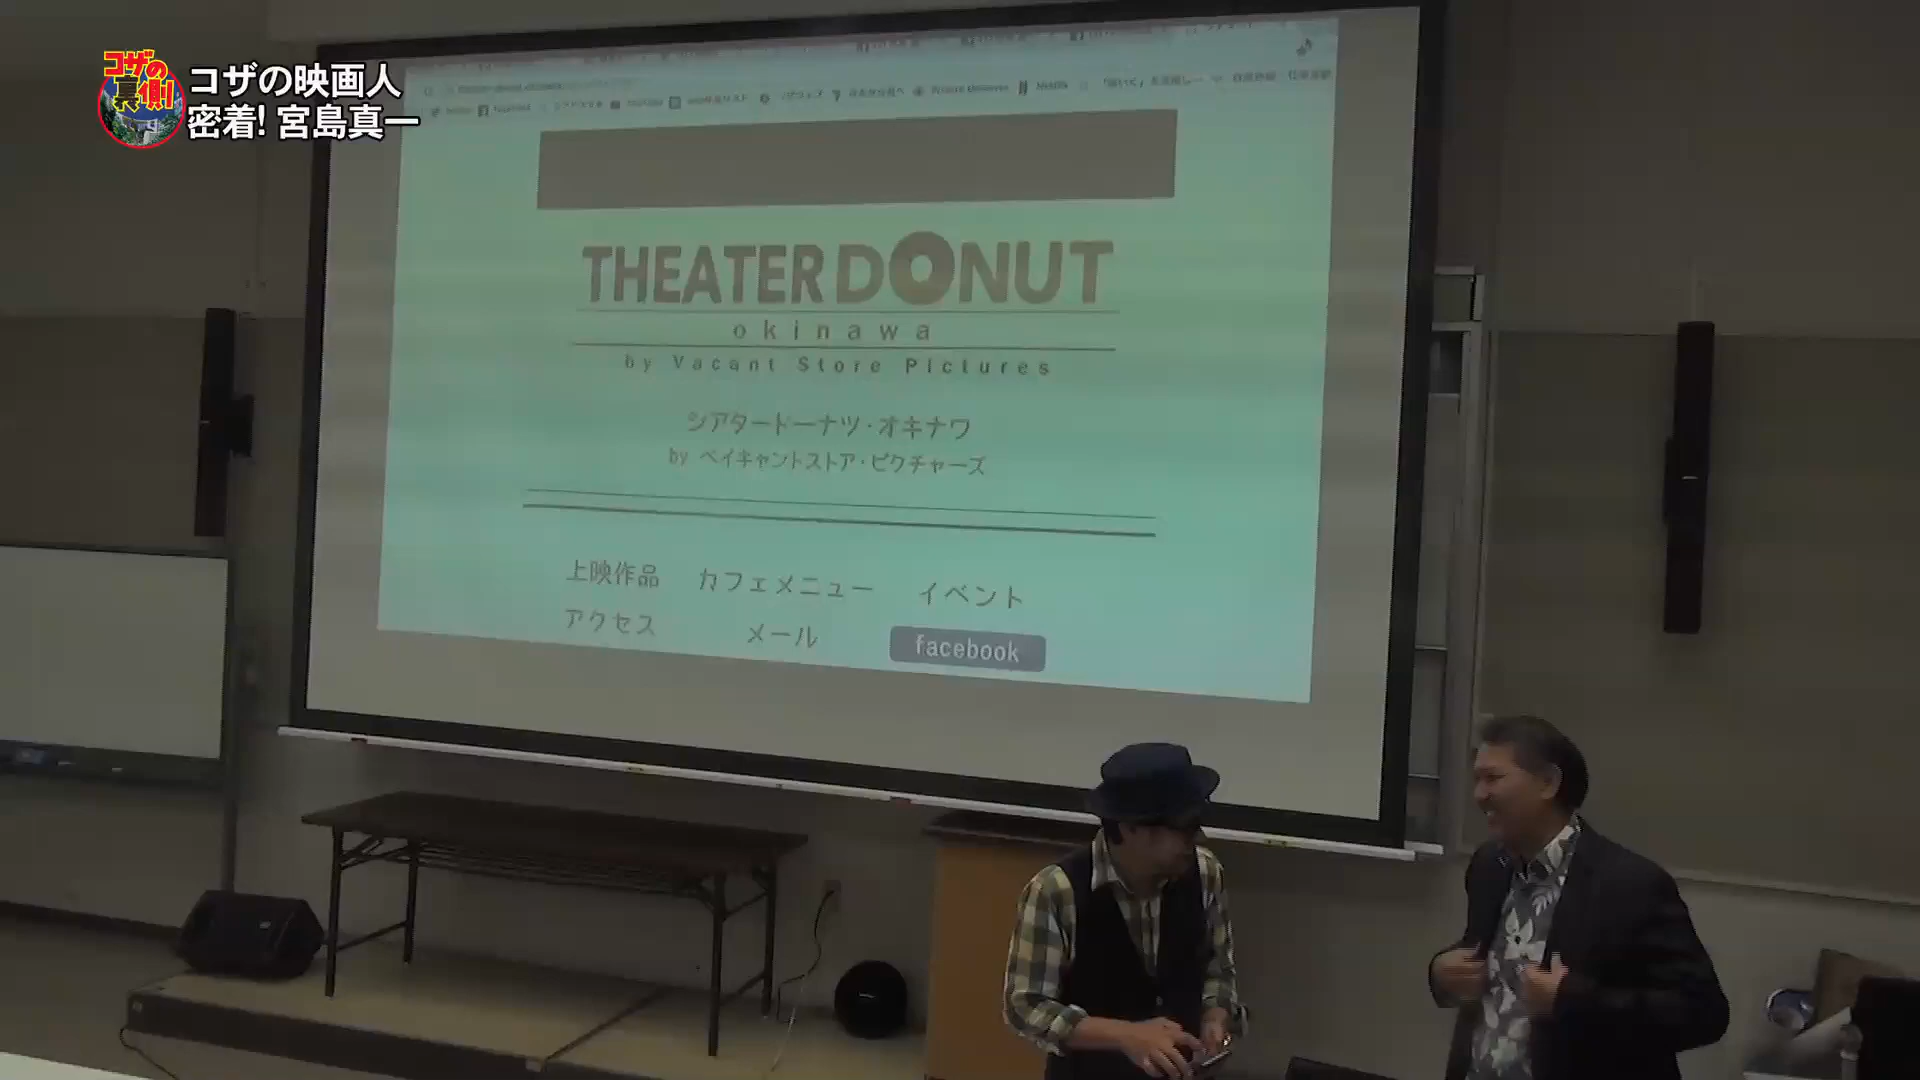 コザの裏側
コザの映画人
密着! 宮島真一
THEATER DONUT
okinawa
by Vacant Store Pictures
シアタードーナツ・オキナワ
by ベイキャントストア・ピクチャーズ
上映作品 カフェメニュー イベント
アクセス メール facebook